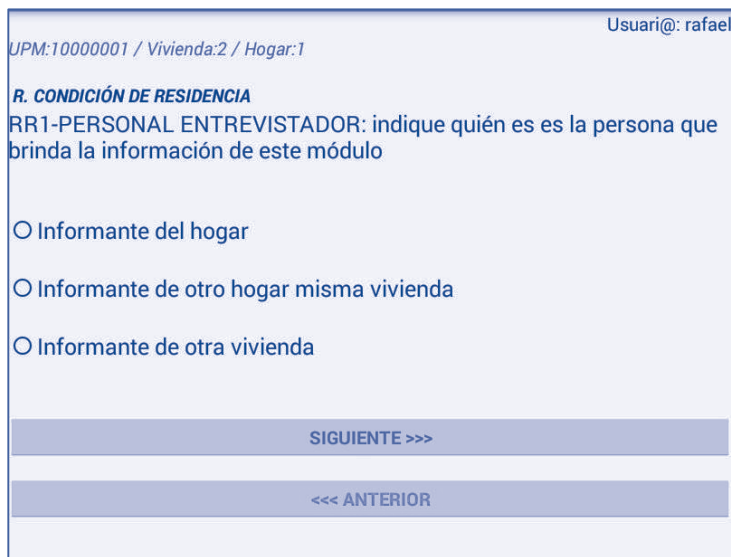 Usuari@: rafael
UPM:10000001 / Vivienda:2 / Hogar:1
R. CONDICIÓN DE RESIDENCIA
RR1-PERSONAL ENTREVISTADOR: indique quién es es la persona que
brinda la información de este módulo
Informante del hogar
Informante de otro hogar misma vivienda
Informante de otra vivienda
SIGUIENTE >>>
<<< ANTERIOR